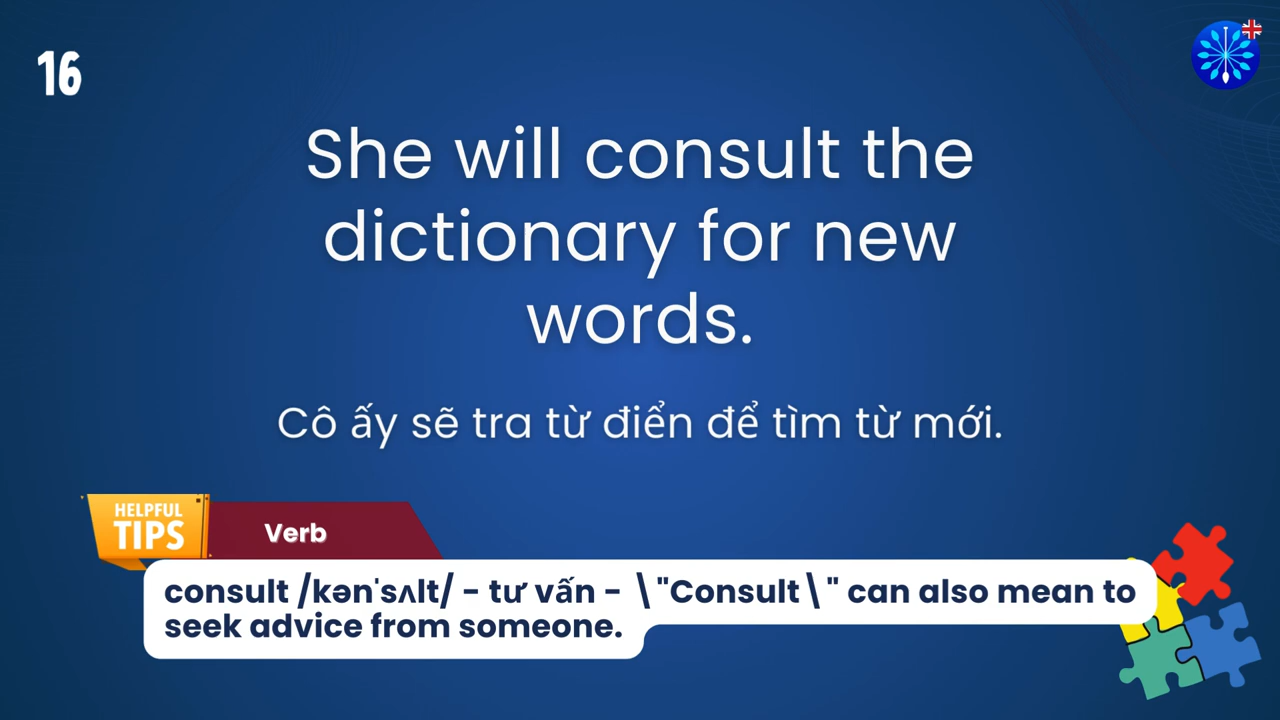 16
She will consult the
dictionary for new
words.
Cô ấy sẽ tra từ điển để tìm từ mới.
HELPFUL
TIPS
Verb
consult /kənˈsʌlt/ - tư vấn - \"Consult\" can also mean to
seek advice from someone.